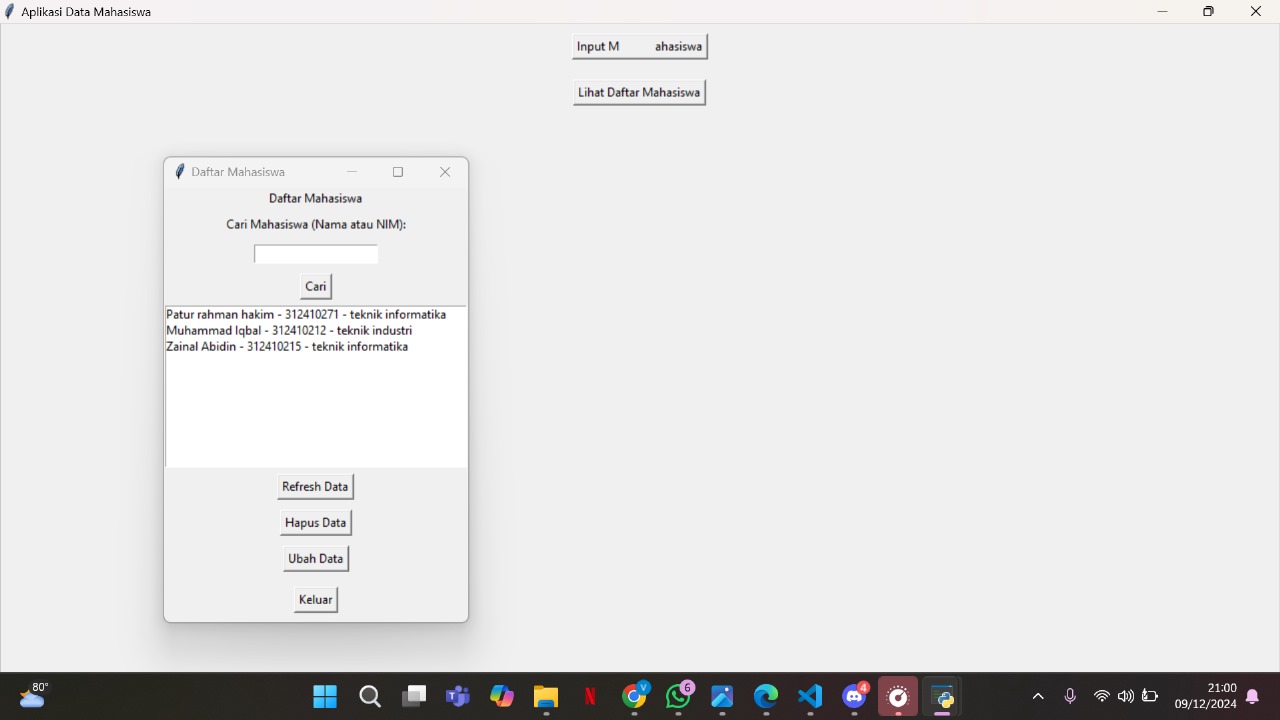 Aplikasi Data Mahasiswa
Input M ahasiswa
Lihat Daftar Mahasiswa
Daftar Mahasiswa
Daftar Mahasiswa
Cari Mahasiswa (Nama atau NIM):
Cari
Patur rahman hakim - 312410271 - teknik informatika
Muhammad Iqbal - 312410212 - teknik industri
Zainal Abidin - 312410215 - teknik informatika
Refresh Data
Hapus Data
Ubah Data
Keluar
80°
V
6
4
21:00
09/12/2024